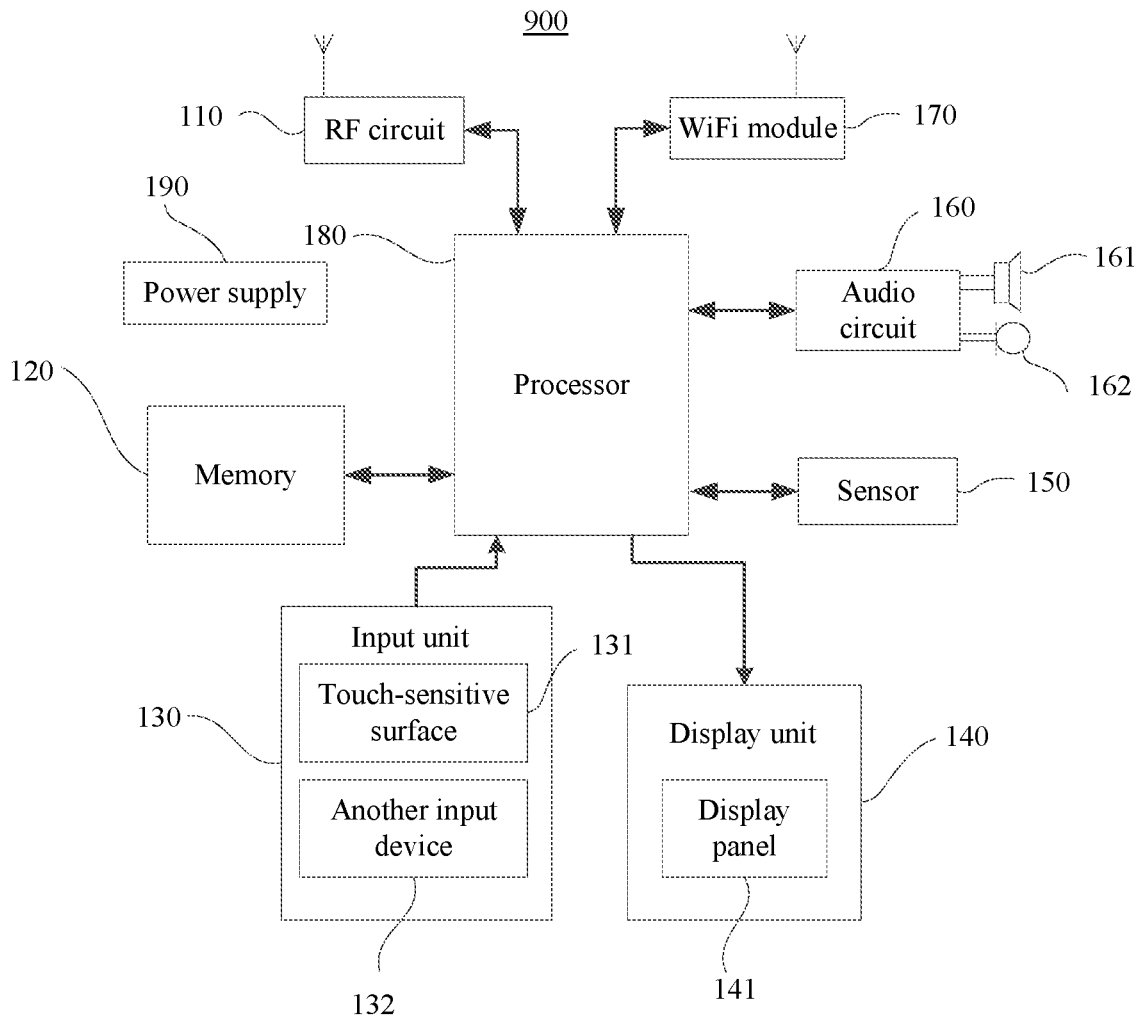 900
110
RF circuit
WiFi module
170
190
180
160
161
Power supply
Audio
circuit
120
Processor
162
Memory
Sensor
150
Input unit
131
Touch-sensitive
surface
130
Display unit
140
Another input
device
Display
panel
132
141